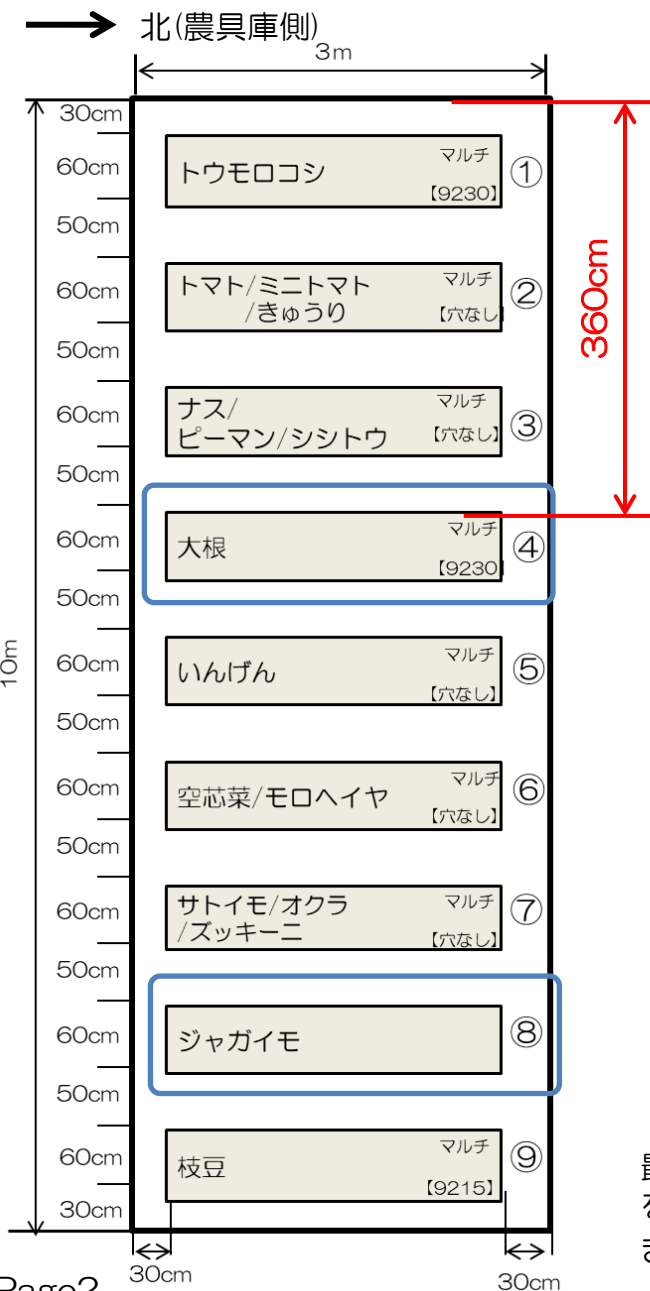 北(農具庫側)
3m
30cm
60cm
トウモロコシ
マルチ
【9230】
①
50cm
60cm
トマト/ミニトマト
/きゅうり
マルチ
【穴なし】
②
360cm
50cm
60cm
ナス/
ピーマン/シシトウ
マルチ
【穴なし】
③
50cm
60cm
大根
マルチ
【9230】
④
50cm
10m
60cm
いんげん
マルチ
【穴なし】
⑤
50cm
60cm
空芯菜/モロヘイヤ
マルチ
【穴なし】
⑥
50cm
60cm
サトイモ/オクラ
/ズッキーニ
マルチ
【穴なし】
⑦
50cm
60cm
ジャガイモ
⑧
50cm
60cm
枝豆
マルチ
【9215】
⑨
30cm
30cm
30cm
Page2